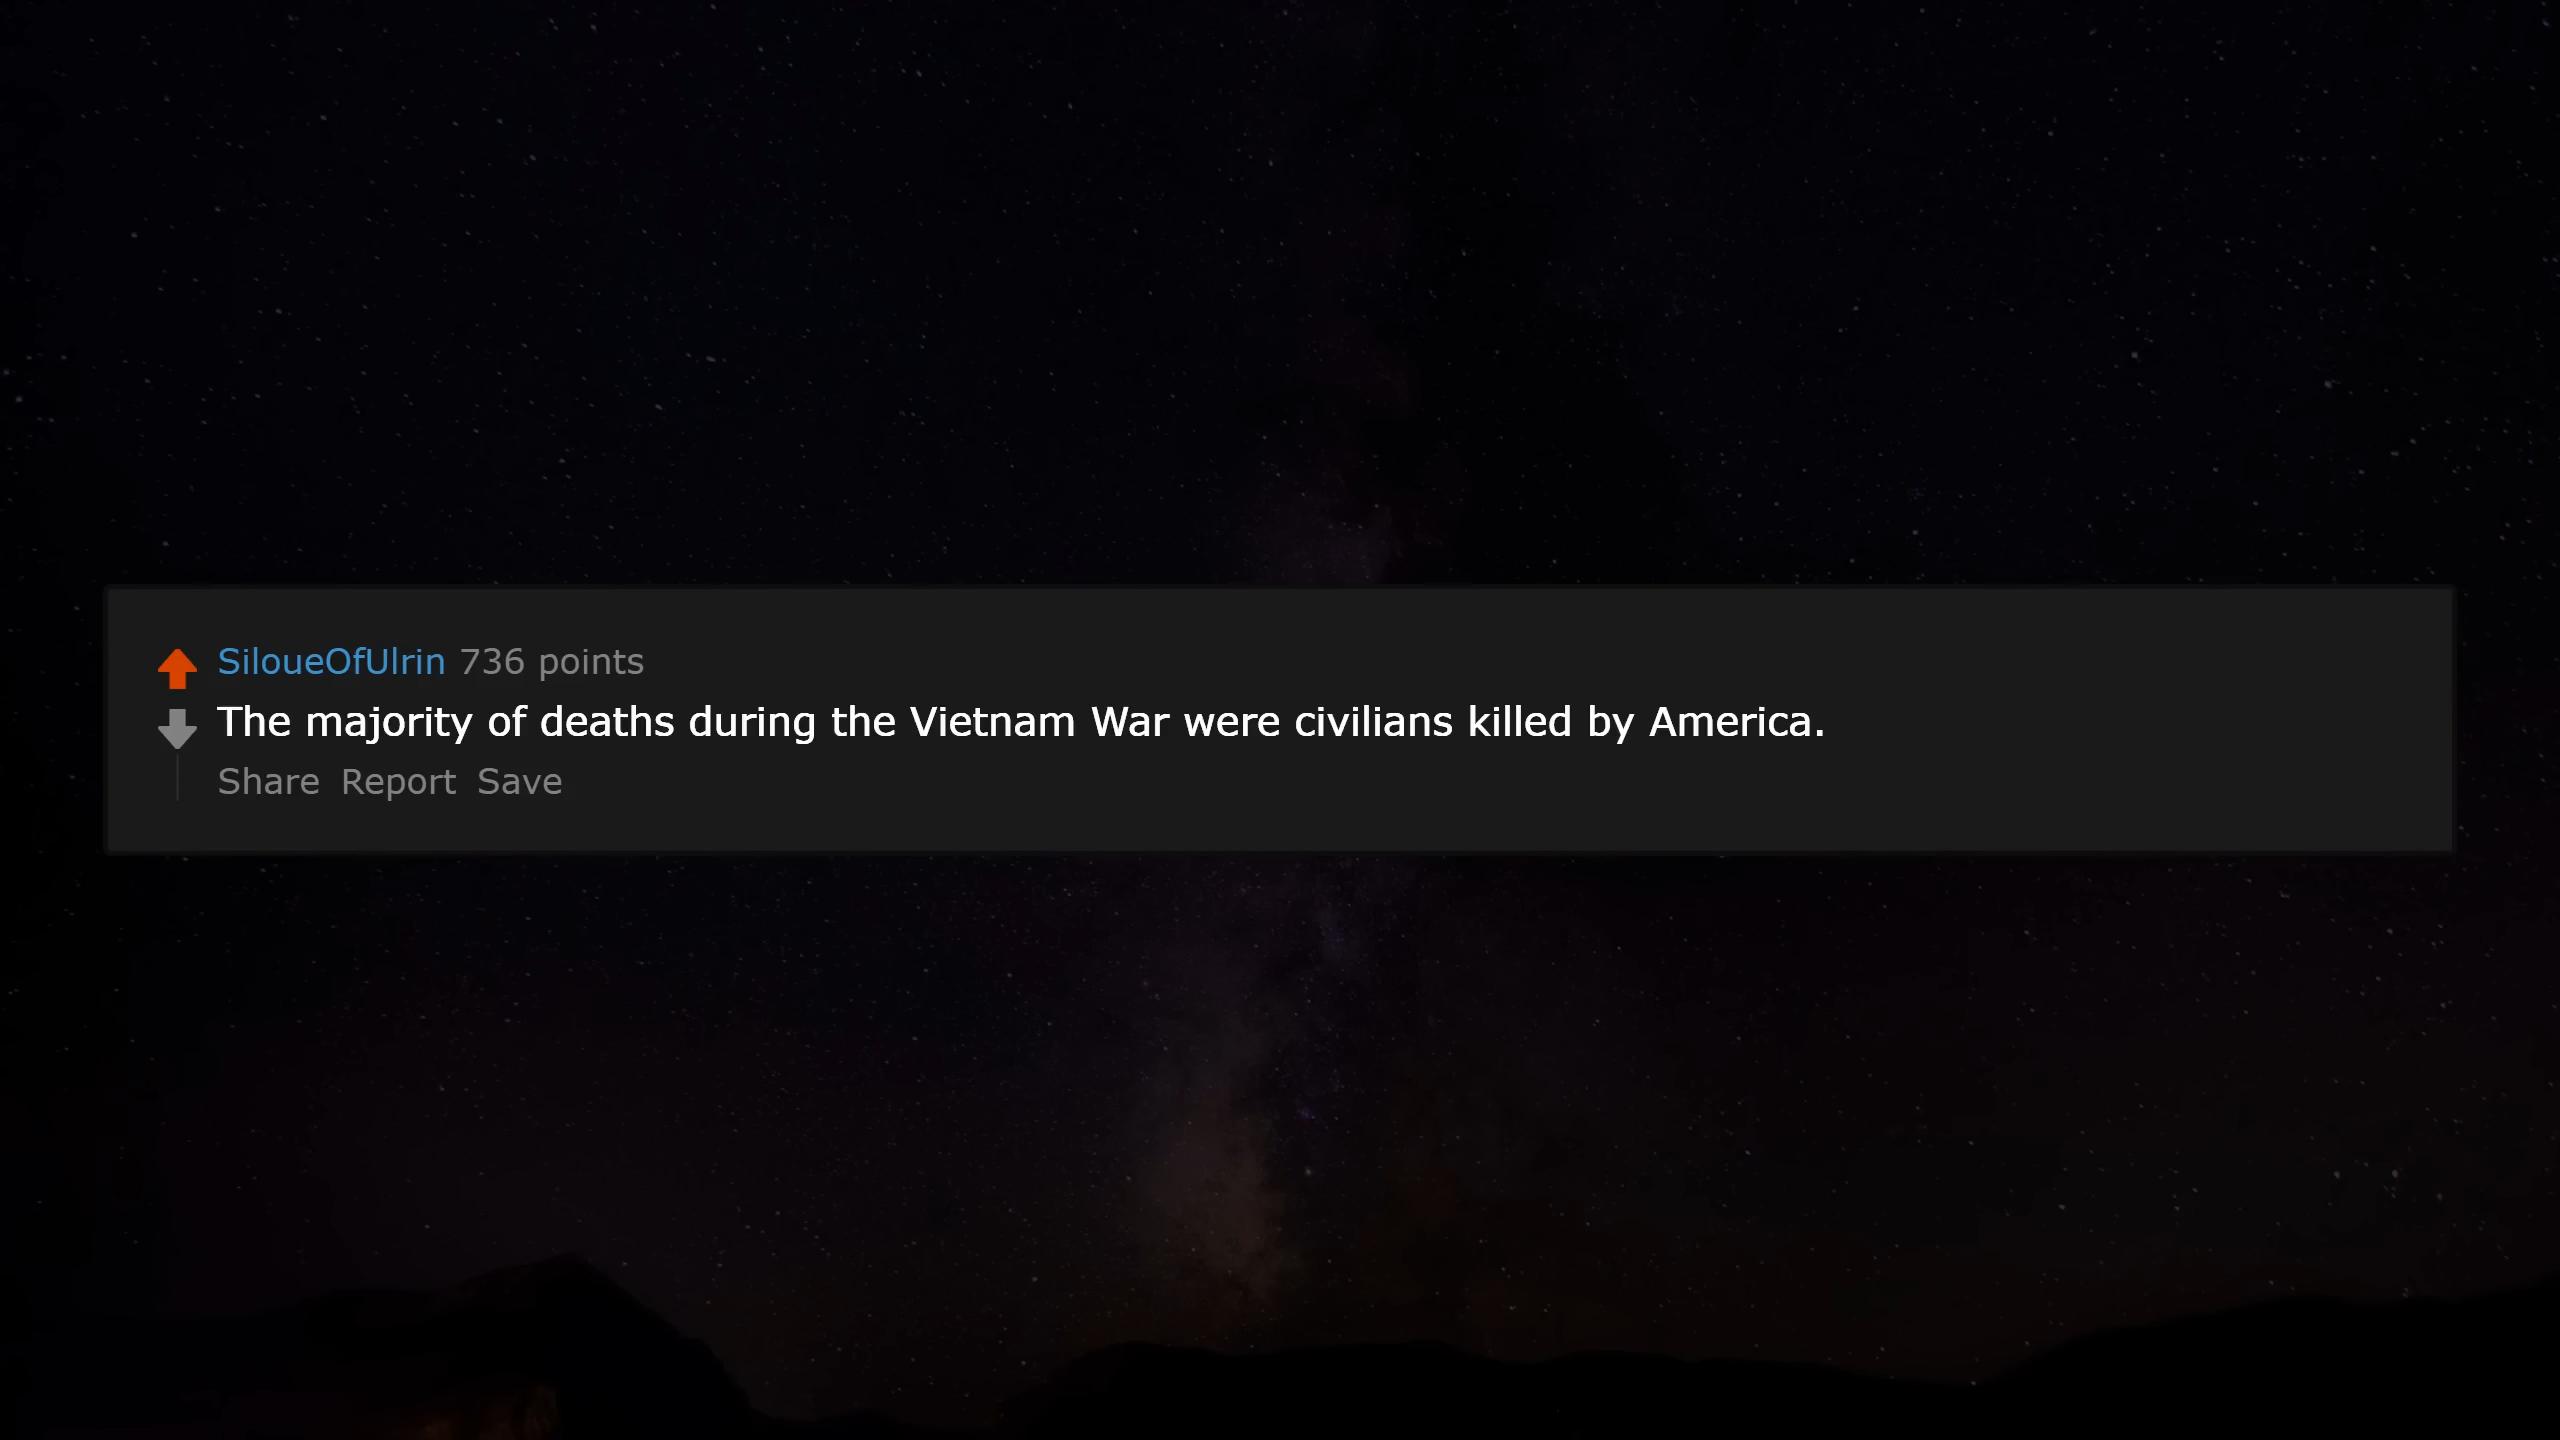 SiloueOfUlrin 736 points
The majority of deaths during the Vietnam War were civilians killed by America.
Share Report Save